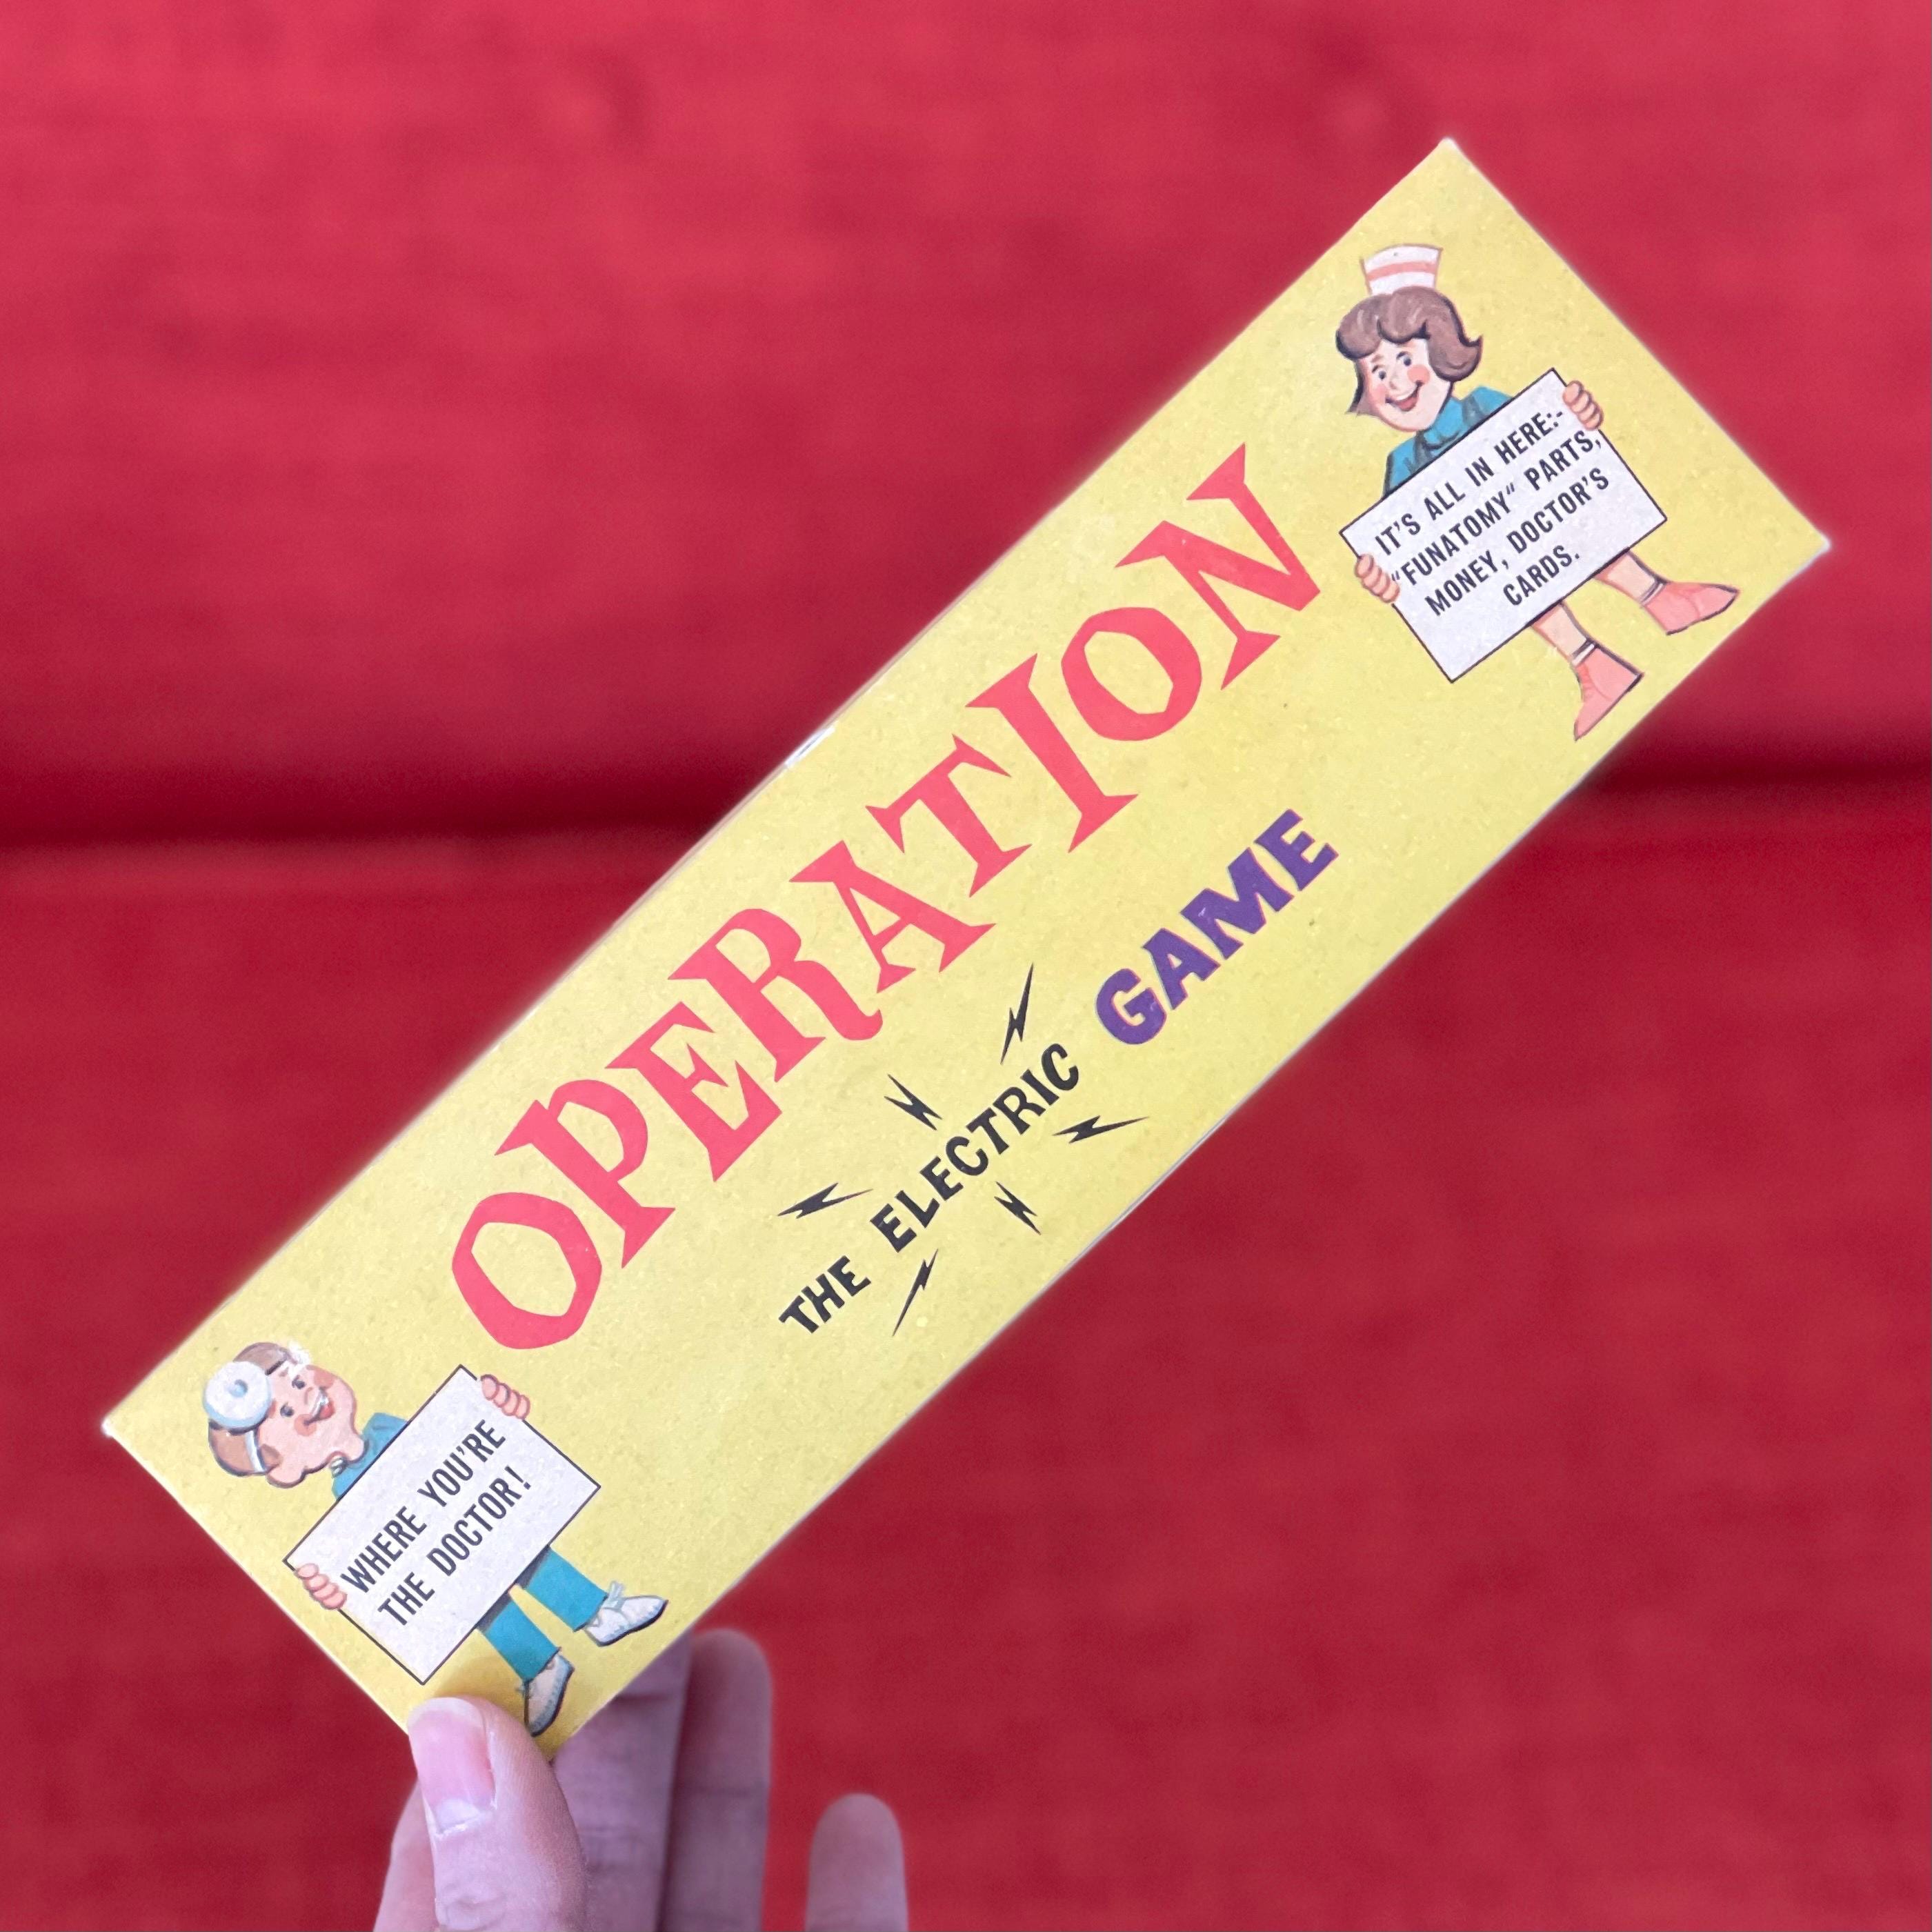 OPERATION
THE ELECTRIC GAME
WHERE YOU'RE
THE DOCTOR!
IT'S ALL IN HERE:-
"FUNATOMY" PARTS,
MONEY, DOCTOR'S
CARDS.